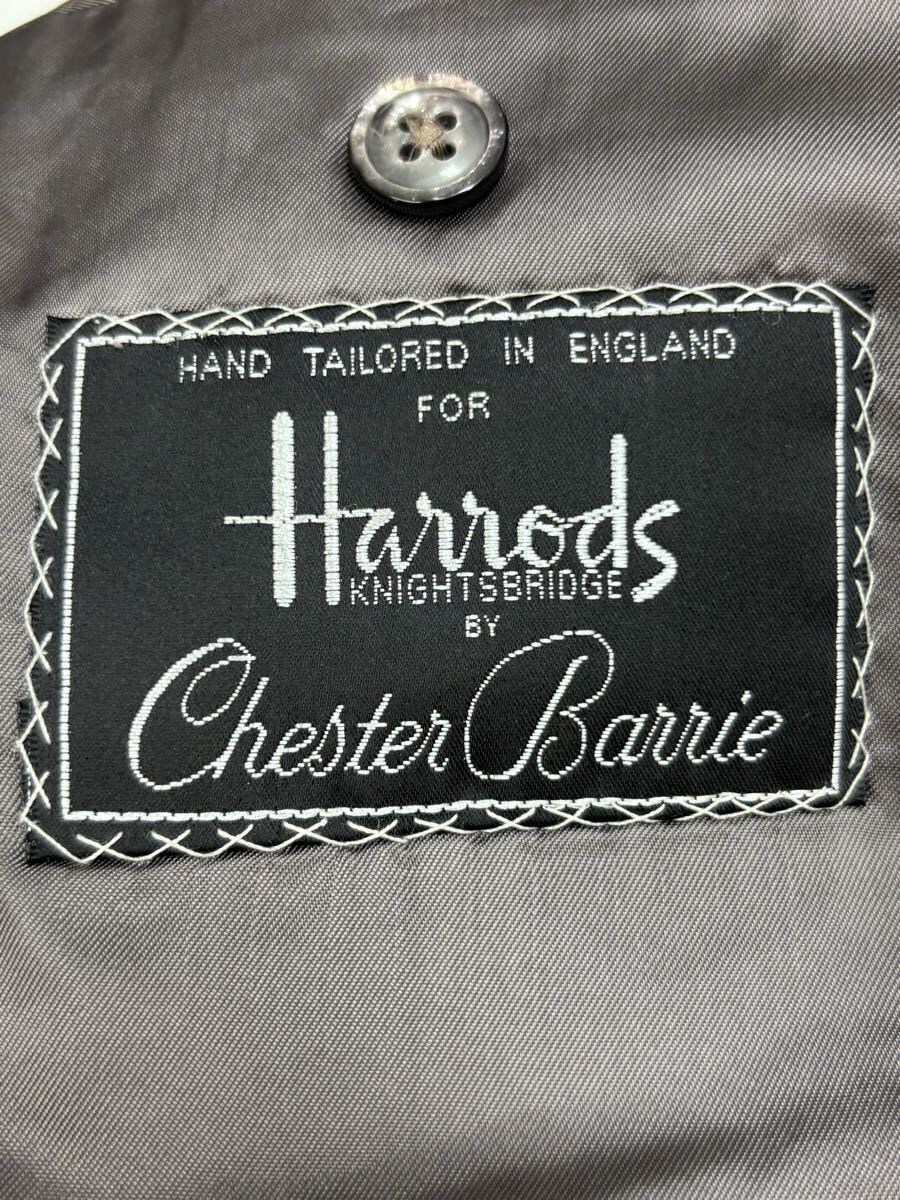 HAND TAILORED IN ENGLAND
FOR
Harrods
KNIGHTSBRIDGE
BY
Chester Barrie